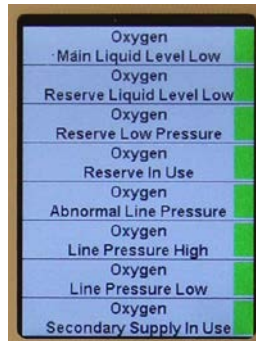 Oxygen
Main Liquid Level Low
Oxygen
Reserve Liquid Level Low
Oxygen
Reserve Low Pressure
Oxygen
Reserve In Use
Oxygen
Abnormal Line Pressure
Oxygen
Line Pressure High
Oxygen
Line Pressure Low
Oxygen
Secondary Supply In Use